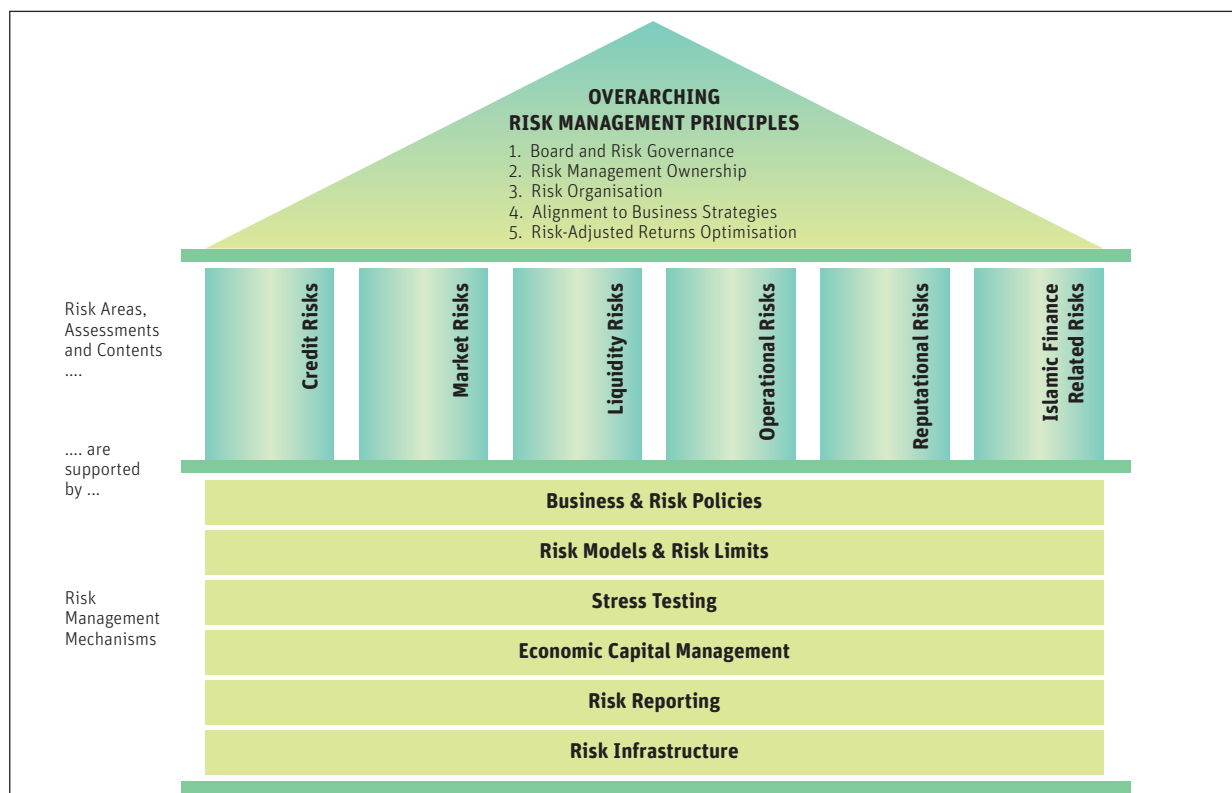 OVERARCHING
RISK MANAGEMENT PRINCIPLES
1. Board and Risk Governance
2. Risk Management Ownership
3. Risk Organisation
4. Alignment to Business Strategies
5. Risk-Adjusted Returns Optimisation
Risk Areas,
Assessments
and Contents
....
Credit Risks
Market Risks
Liquidity Risks
Operational Risks
Reputational Risks
Islamic Finance
Related Risks
.... are
supported
by ...
Business & Risk Policies
Risk Models & Risk Limits
Stress Testing
Risk
Management
Mechanisms
Economic Capital Management
Risk Reporting
Risk Infrastructure